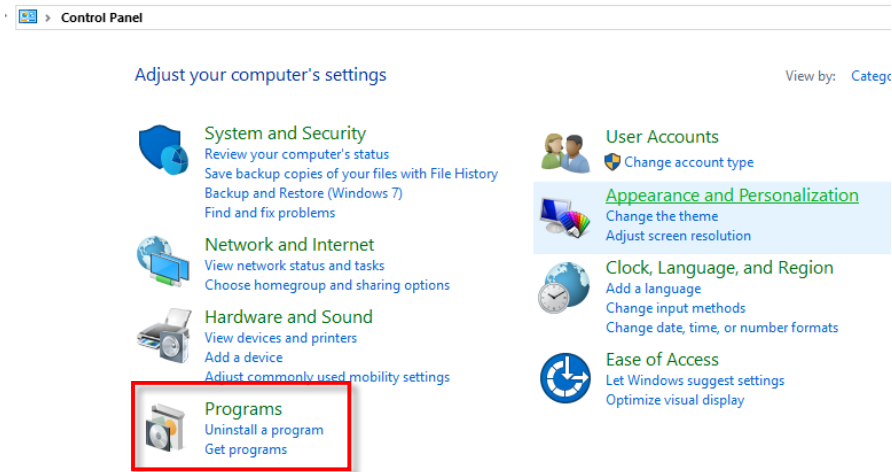 Control Panel
Adjust your computer's settings
View by:
System and Security
Review your computer's status
Save backup copies of your files with File History
Backup and Restore (Windows 7)
Find and fix problems
Network and Internet
View network status and tasks
Choose homegroup and sharing options
Hardware and Sound
View devices and printers
Add a device
Adjust commonly used mobility settings
Programs
Uninstall a program
Get programs
User Accounts
Change account type
Appearance and Personalization
Change the theme
Adjust screen resolution
Clock, Language, and Region
Add a language
Change input methods
Change date, time, or number formats
Ease of Access
Let Windows suggest settings
Optimize visual display